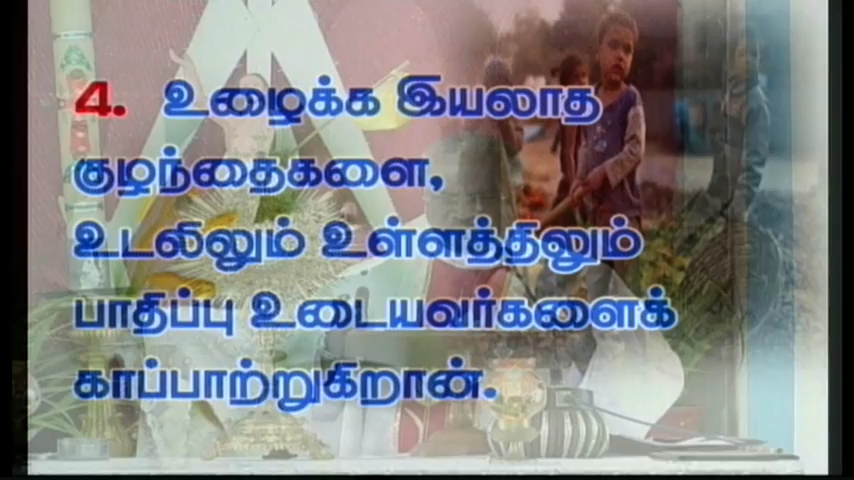 4. உழைக்க இயலாத
குழந்தைகளை,
உடலிலும் உள்ளத்திலும்
பாதிப்பு உடையவர்களைக்
காப்பாற்றுகிறான்.